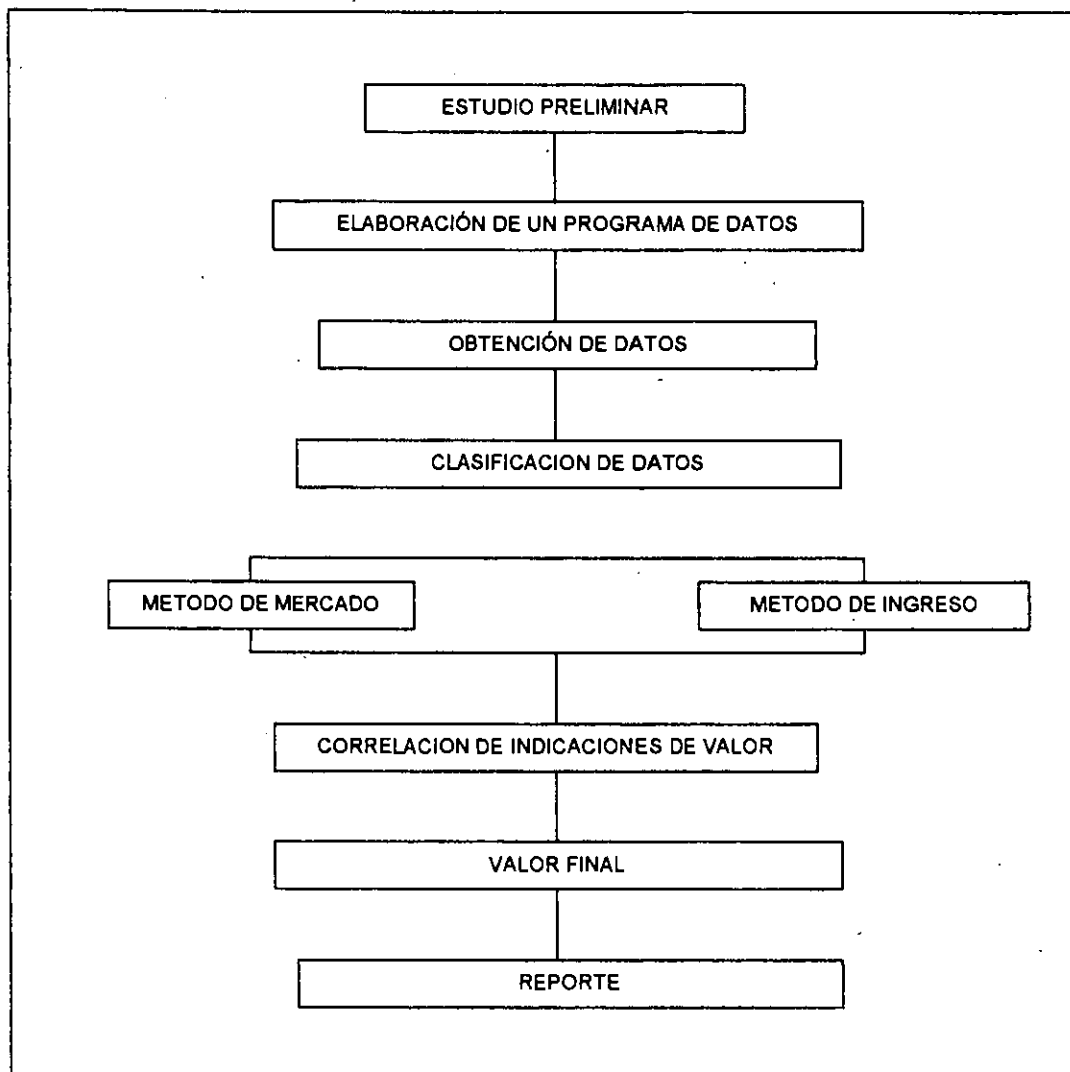 ESTUDIO PRELIMINAR
ELABORACIÓN DE UN PROGRAMA DE DATOS
OBTENCIÓN DE DATOS
CLASIFICACION DE DATOS
METODO DE MERCADO
METODO DE INGRESO
CORRELACION DE INDICACIONES DE VALOR
VALOR FINAL
REPORTE